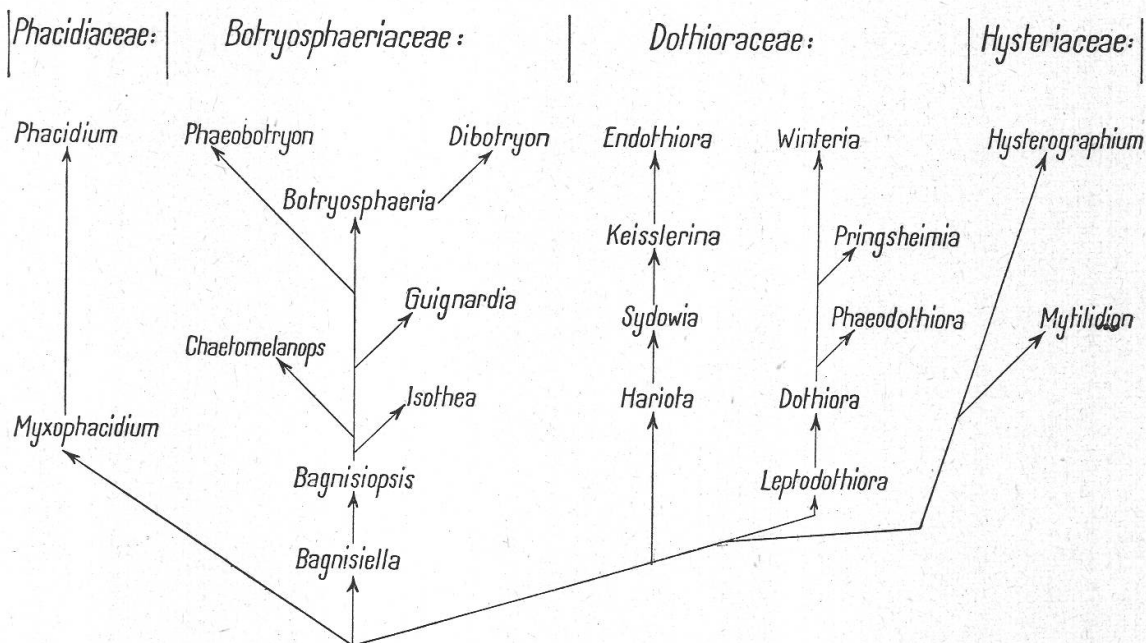 Phacidiaceae: Botryosphaeriaceae: Dothioraceae: Hysteriaceae:
Phacidium Phaeobotryon Dibotryon Endothiora Winteria Hysterographium
Botryosphaeria
Keisslerina Pringsheimia
Guignardia
Sydowia Phaeodothiora Mytilidion
Chaetomelanops
Isothea Hariota Dothiora
Myxophacidium
Bagnisiopsis Leptodothiora
Bagnisiella